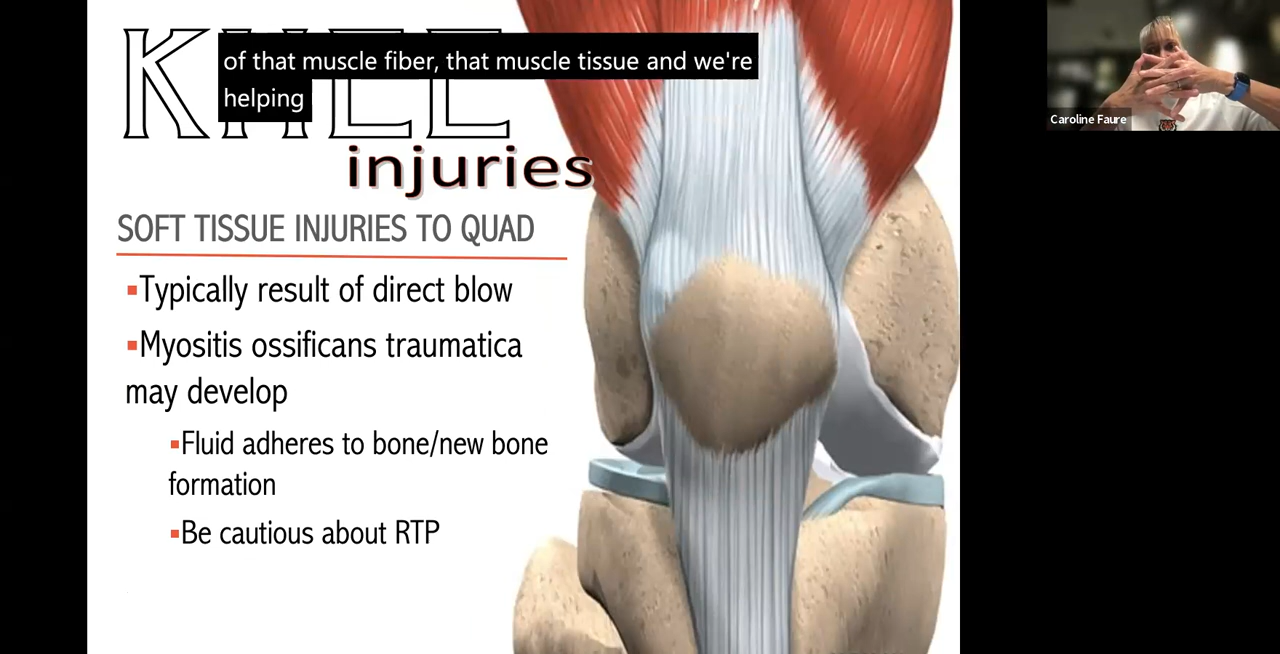 KNEE
of that muscle fiber, that muscle tissue and we're
helping
injuries
SOFT TISSUE INJURIES TO QUAD
▪Typically result of direct blow
▪Myositis ossificans traumatica
may develop
▪Fluid adheres to bone/new bone
formation
▪Be cautious about RTP
Caroline Faure